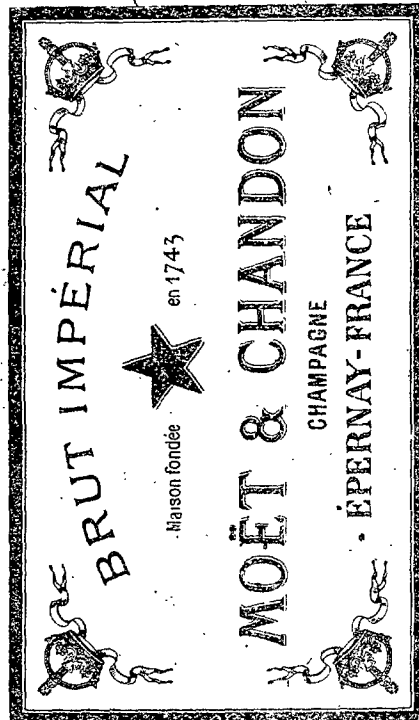 BRUT IMPÉRIAL
Maison fondée en 1743
MOËT & CHANDON
CHAMPAGNE
ÉPERNAY-FRANCE